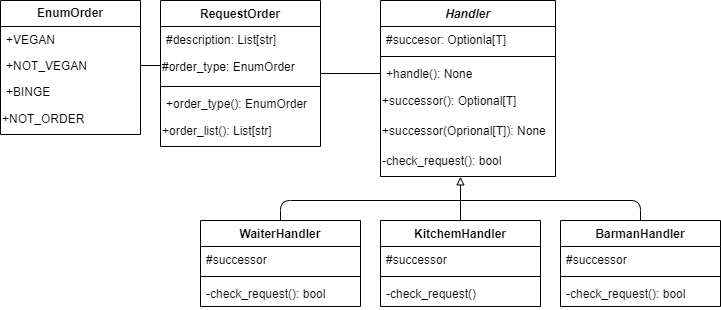 EnumOrder
+VEGAN
+NOT_VEGAN
+BINGE
+NOT_ORDER
RequestOrder
#description: List[str]
#order_type: EnumOrder
+order_type(): EnumOrder
+order_list(): List[str]
Handler
#succesor: Optionla[T]
+handle(): None
+successor(): Optional[T]
+successor(Oprional[T]): None
-check_request(): bool
WaiterHandler
#successor
-check_request(): bool
KitchemHandler
#successor
-check_request()
BarmanHandler
#successor
-check_request(): bool